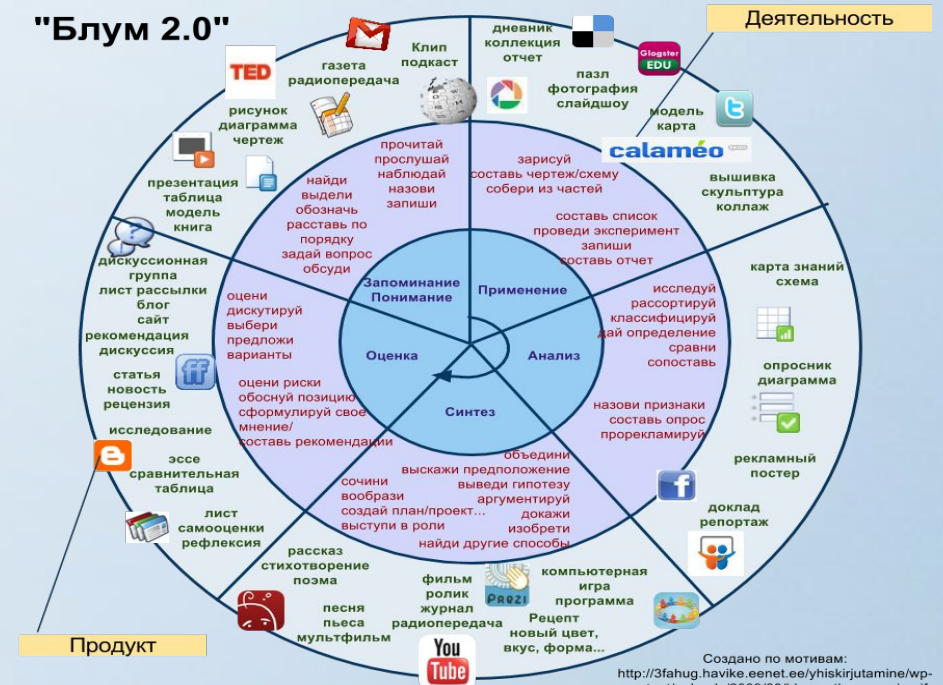 "Блум 2.0"
Деятельность
Клип
подкаст
газета
радиопередача
TED
рисунок
диаграмма
чертеж
презентация
таблица
модель
книга
дневник
коллекция
отчет
Glogster
EDU
пазл
фотография
слайдшоу
модель
карта
calaméo
вышивка
скульптура
коллаж
прочитай
прослушай
наблюдай
назови
запиши
найди
выдели
обозначь
расставь по
порядку
задай вопрос
обсуди
зарисуй
составь чертеж/схему
собери из частей
составь список
проведи эксперимент
запиши
составь отчет
Запоминание
Понимание
Применение
Оценка
Анализ
Синтез
дискуссионная
группа
лист рассылки
блог
сайт
рекомендация
дискуссия
статья
новость
рецензия
ff
исследование
эссе
сравнительная
таблица
лист
самооценки
рефлексия
оцени
дискутируй
выбери
предложи
варианты
оцени риски
обоснуй позицию
сформулируй свое
мнение/
составь рекомендации
исследуй
рассортируй
классифицируй
дай определение
сравни
сопоставь
назови признаки
составь опрос
прорекламируй
карта знаний
схема
опросник
диаграмма
рекламный
постер
доклад
репортаж
объедини
выскажи предположение
выведи гипотезу
аргументируй
докажи
изобрети
найди другие способы
сочини
вообрази
создай план/проект...
выступи в роли
рассказ
стихотворение
поэма
песня
пьеса
мультфильм
фильм
ролик
журнал
радиопередача
PREZI
компьютерная
игра
программа
Рецепт
новый цвет,
вкус, форма...
You
Tube
Продукт
Создано по мотивам:
http://3fahug.havike.eenet.ee/yhiskirjutamine/wp-